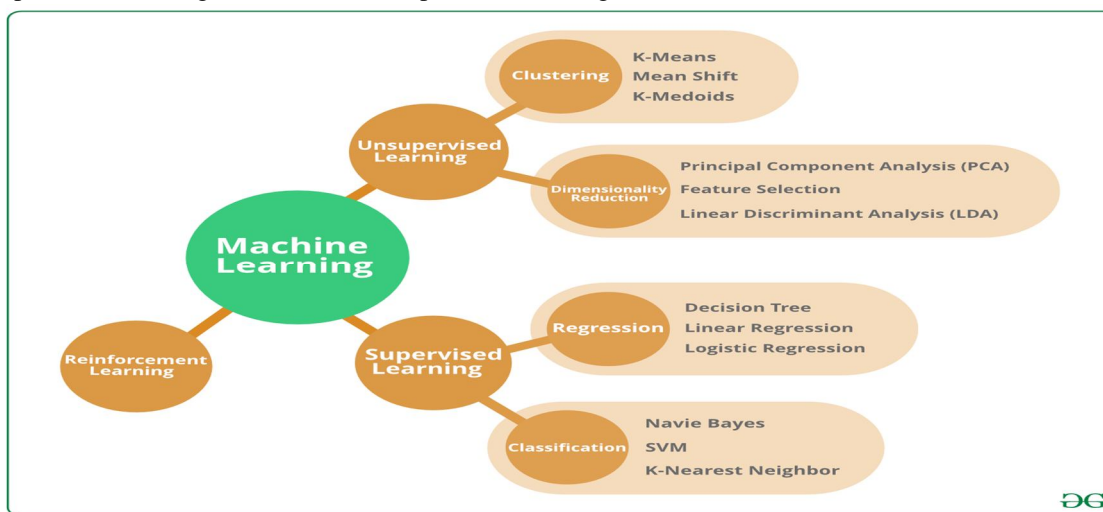 Clustering
K-Means
Mean Shift
K-Medoids
Unsupervised
Learning
Dimensionality
Reduction
Principal Component Analysis (PCA)
Feature Selection
Linear Discriminant Analysis (LDA)
Machine
Learning
Reinforcement
Learning
Supervised
Learning
Regression
Decision Tree
Linear Regression
Logistic Regression
Classification
Navie Bayes
SVM
K-Nearest Neighbor